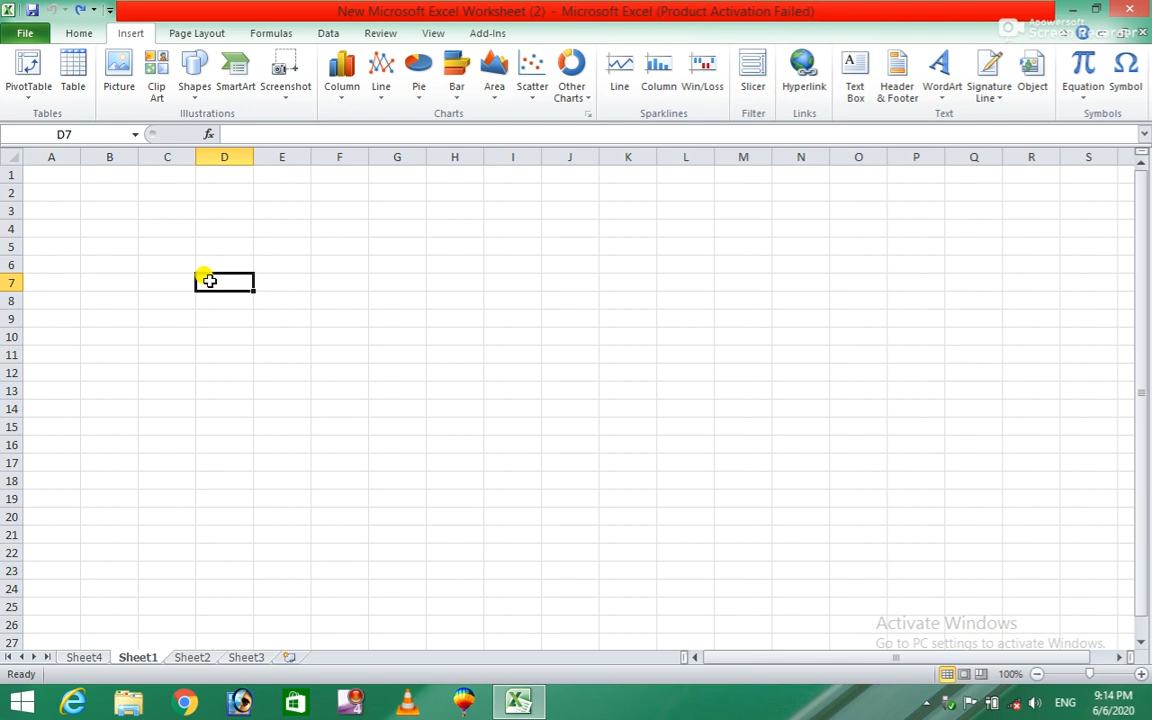 New Microsoft Excel Worksheet (2) - Microsoft Excel (Product Activation Failed)
Apowersoft
Screen Recorder
File Home Insert Page Layout Formulas Data Review View Add-Ins
PivotTable Table Picture Clip Art Shapes SmartArt Screenshot Column Line Pie Bar Area Scatter Other Charts Line Column Win/Loss Slicer Hyperlink Text Box Header & Footer WordArt Signature Line Object Equation Symbol
Tables Illustrations Charts Sparklines Filter Links Text Symbols
D7 fx
A B C D E F G H I J K L M N O P Q R S
1
2
3
4
5
6
7
8
9
10
11
12
13
14
15
16
17
18
19
20
21
22
23
24
25
26
27
Activate Windows
Go to PC settings to activate Windows.
Sheet4 Sheet1 Sheet2 Sheet3
Ready 100%
ENG 9:14 PM
6/6/2020